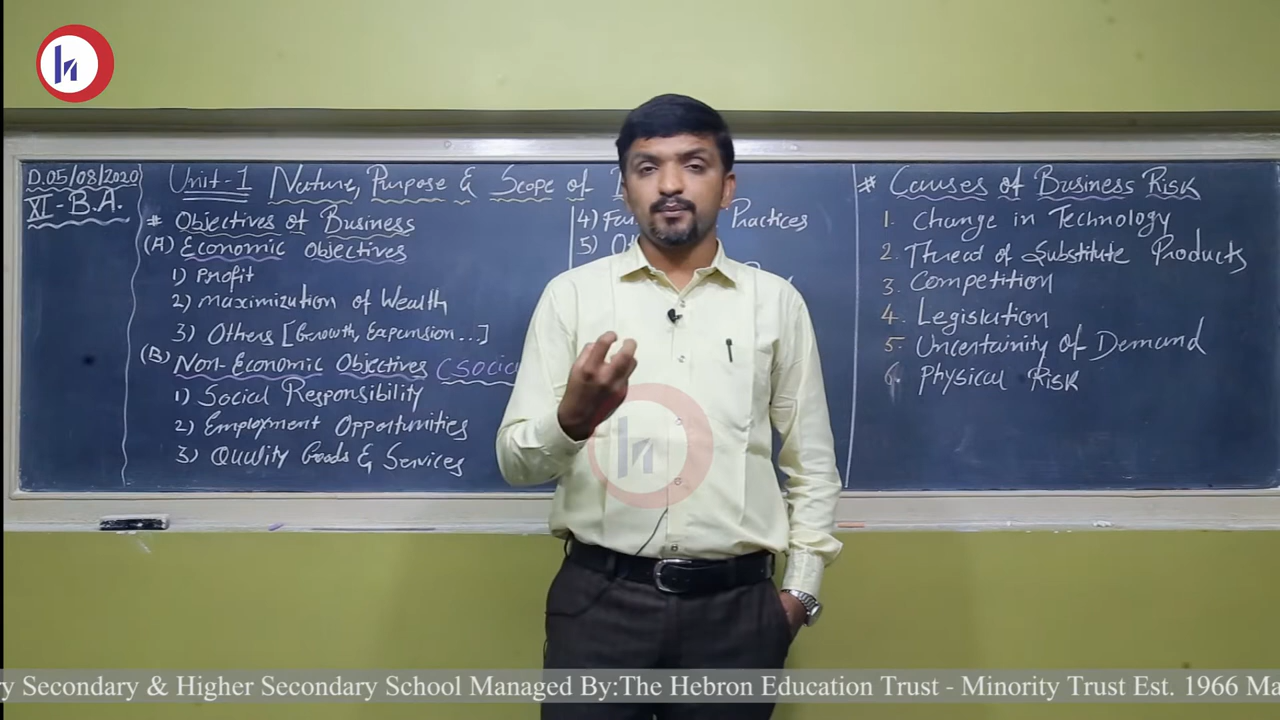 D.05/08/2020
XI - B.A.
Unit-1 Nature, Purpose & Scope of
# Objectives of Business
(A) Economic Objectives
1) Profit
2) Maximization of Wealth
3) Others [Growth, Expansion...]
(B) Non-Economic Objectives (Socia
1) Social Responsibility
2) Employment Opportunities
3) Quality Goods & Services
4) Practices
5)
# Causes of Business Risk
1. Change in Technology
2. Thread of Substitute Products
3. Competition
4. Legislation
5. Uncertainity of Demand
6. Physical Risk
y Secondary & Higher Secondary School Managed By:The Hebron Education Trust - Minority Trust Est. 1966 Ma